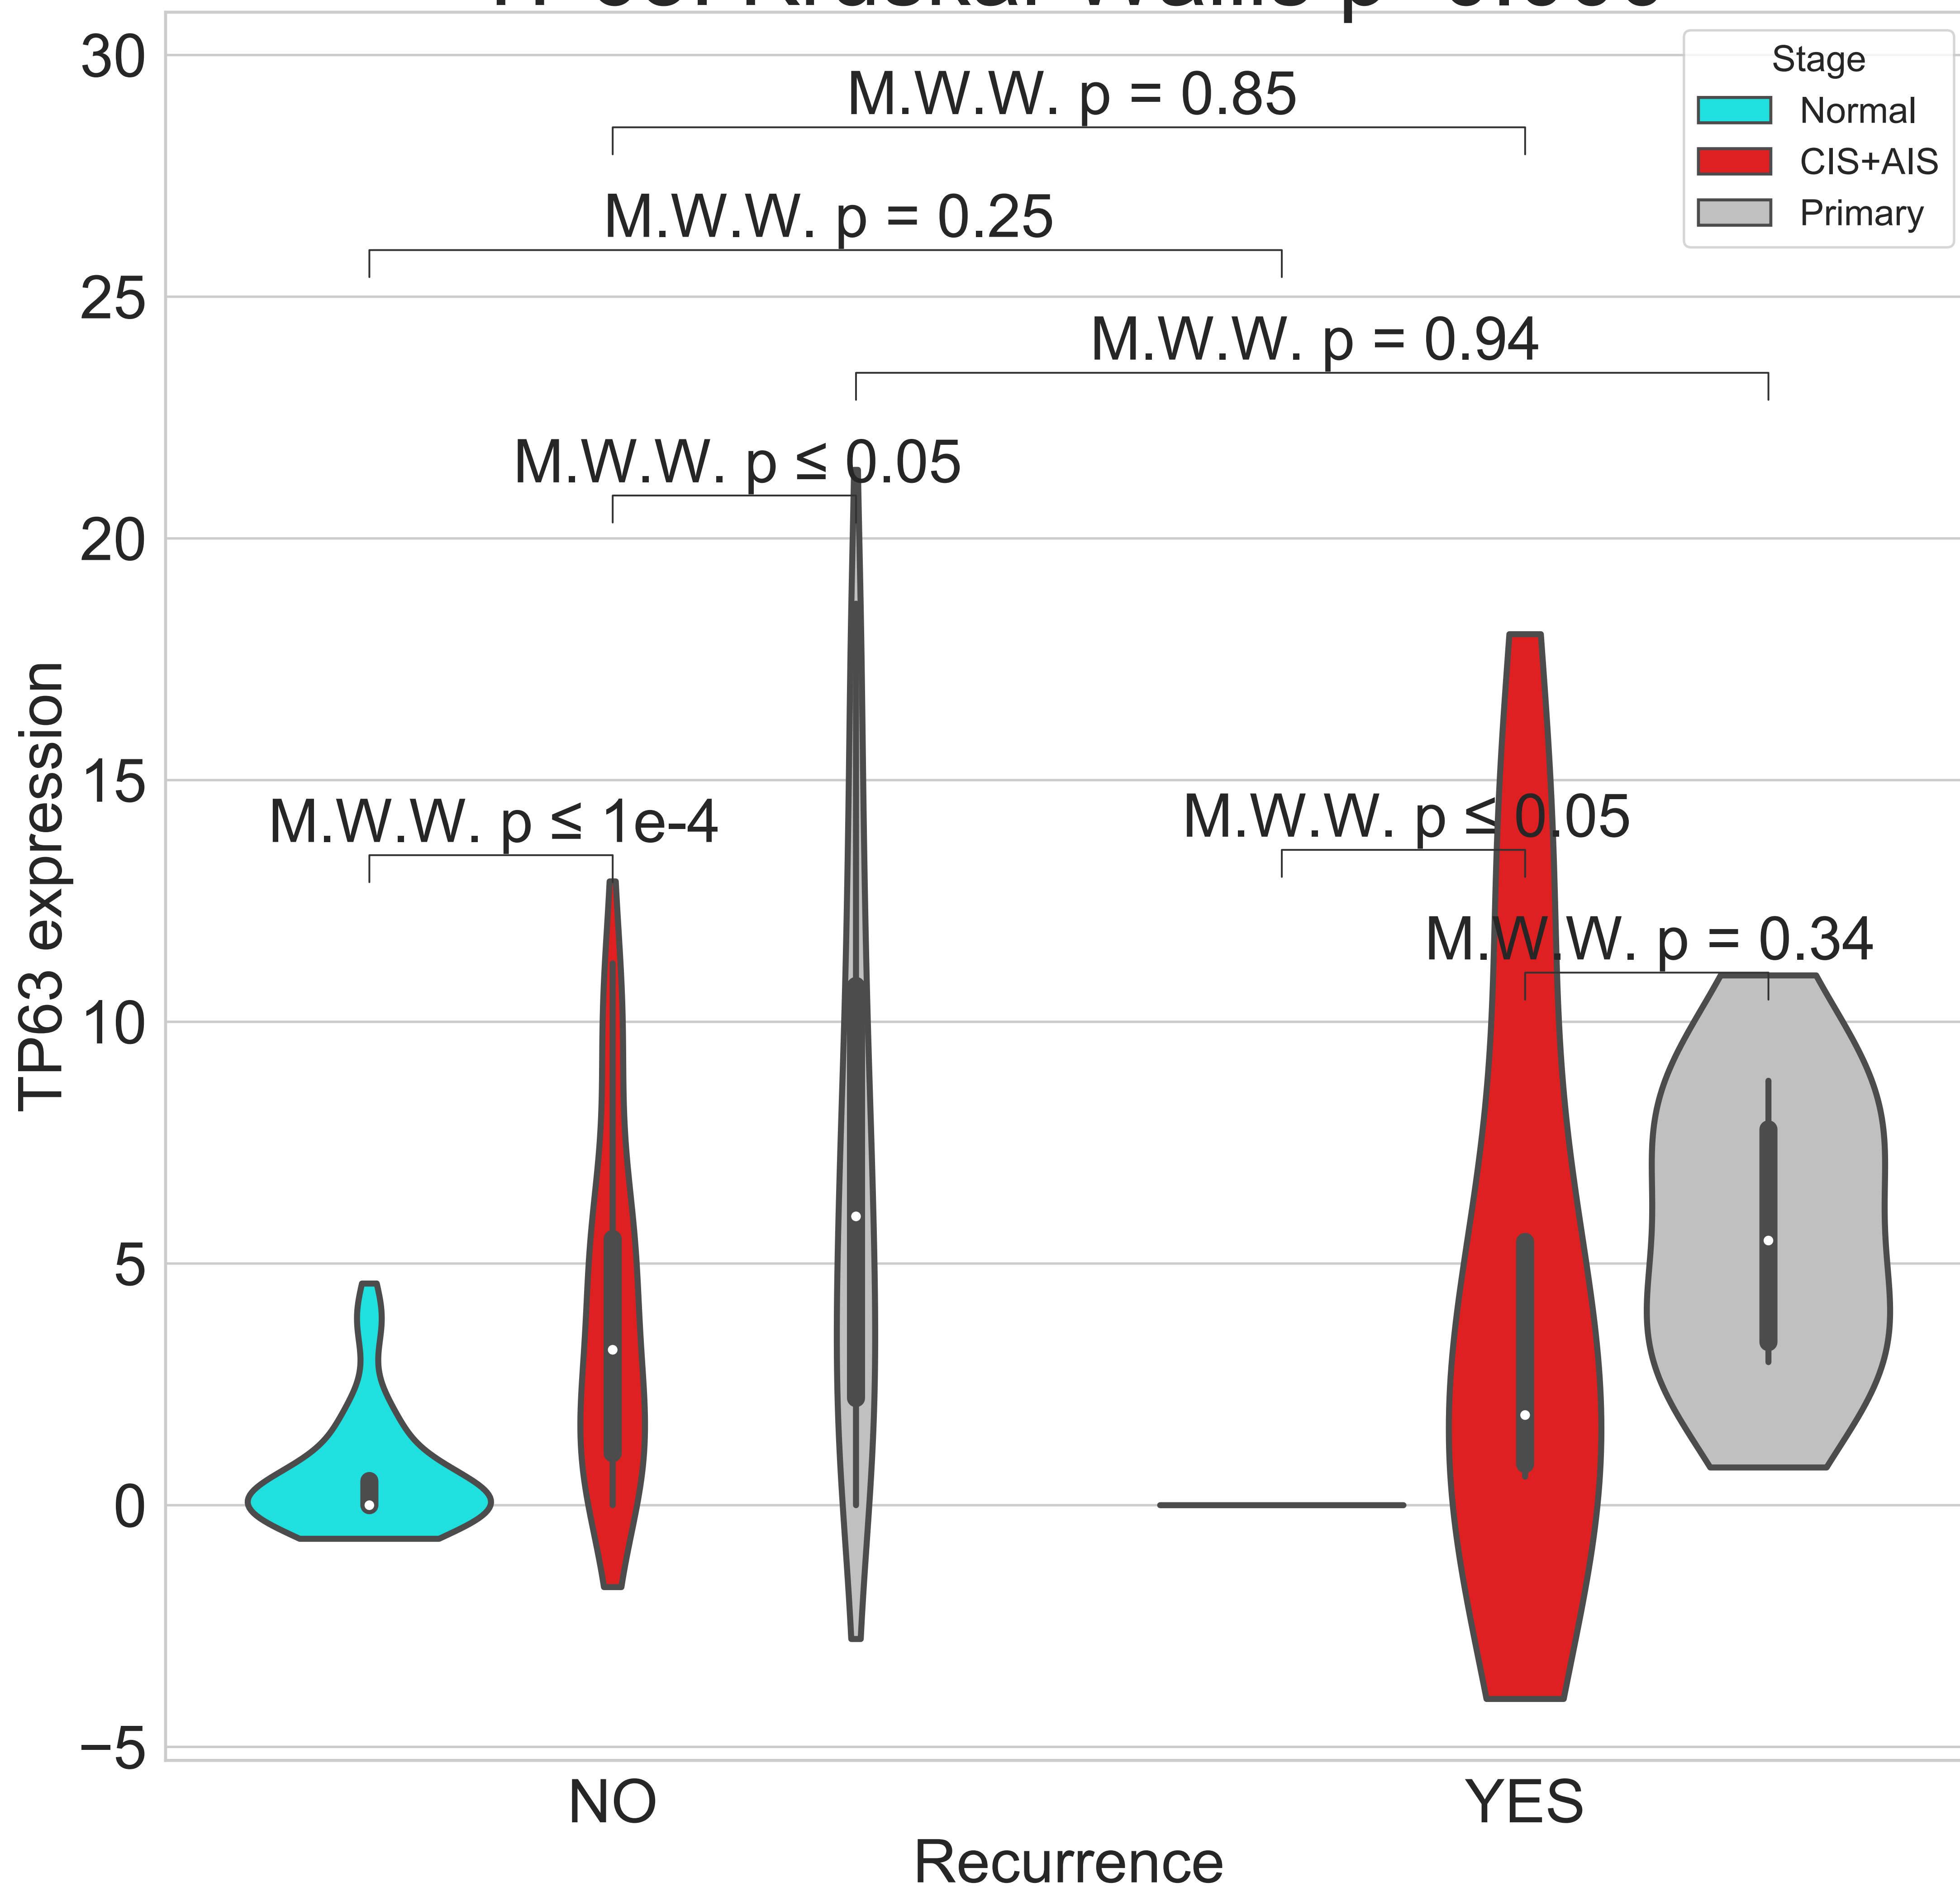 30
M.W.W. p = 0.85
Stage
Normal
CIS+AIS
Primary
M.W.W. p = 0.25
25
M.W.W. p = 0.94
M.W.W. p ≤ 0.05
20
15
M.W.W. p ≤ 1e-4
M.W.W. p ≤ 0.05
M.W.W. p = 0.34
10
TP63 expression
5
0
−5
NO
YES
Recurrence